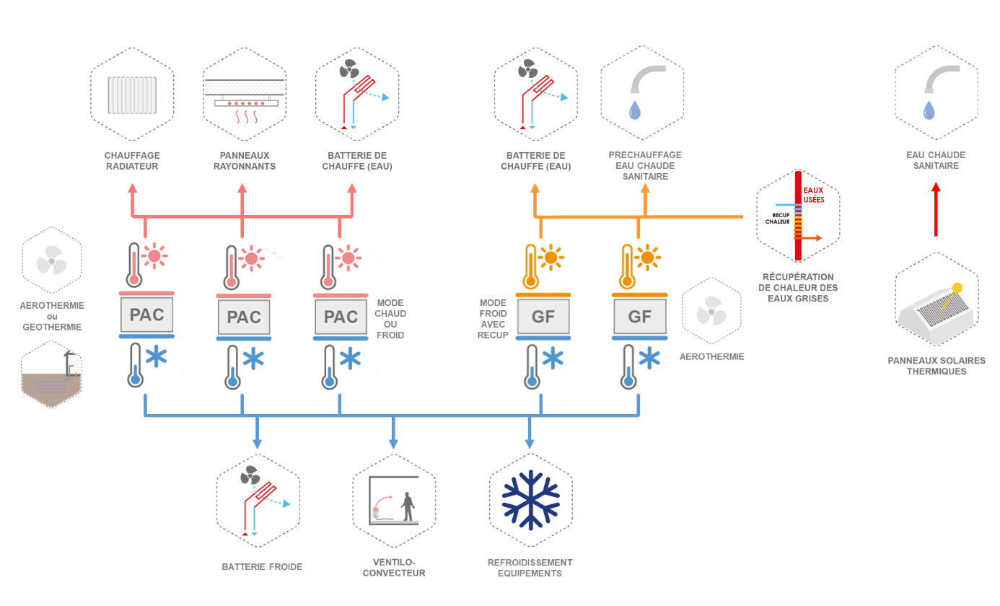 CHAUFFAGE
RADIATEUR
PANNEAUX
RAYONNANTS
BATTERIE DE
CHAUFFE (EAU)
BATTERIE DE
CHAUFFE (EAU)
PRECHAUFFAGE
EAU CHAUDE
SANITAIRE
EAU CHAUDE
SANITAIRE
EAUX
USÉES
RECUP
CHALEUR
RÉCUPÉRATION
DE CHALEUR DES
EAUX GRISES
AEROTHERMIE
ou
GEOTHERMIE
PAC
PAC
PAC
MODE
CHAUD
OU
FROID
MODE
FROID
AVEC
RECUP
GF
GF
AEROTHERMIE
PANNEAUX SOLAIRES
THERMIQUES
BATTERIE FROIDE
VENTILO-
CONVECTEUR
REFROIDISSEMENT
EQUIPEMENTS